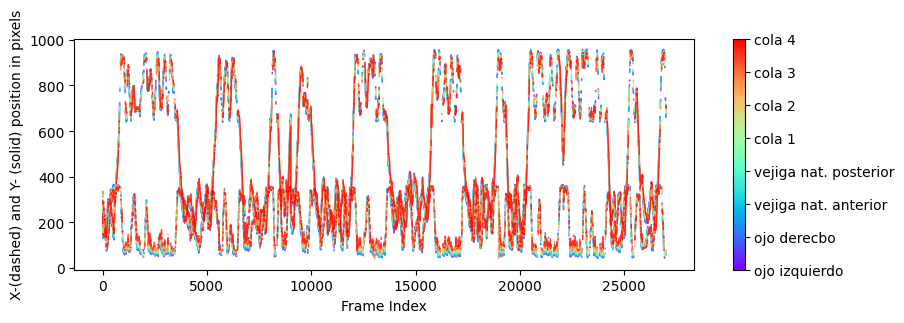 X-(dashed) and Y- (solid) position in pixels
1000
800
600
400
200
0
0 5000 10000 15000 20000 25000
Frame Index
cola 4
cola 3
cola 2
cola 1
vejiga nat. posterior
vejiga nat. anterior
ojo derecbo
ojo izquierdo